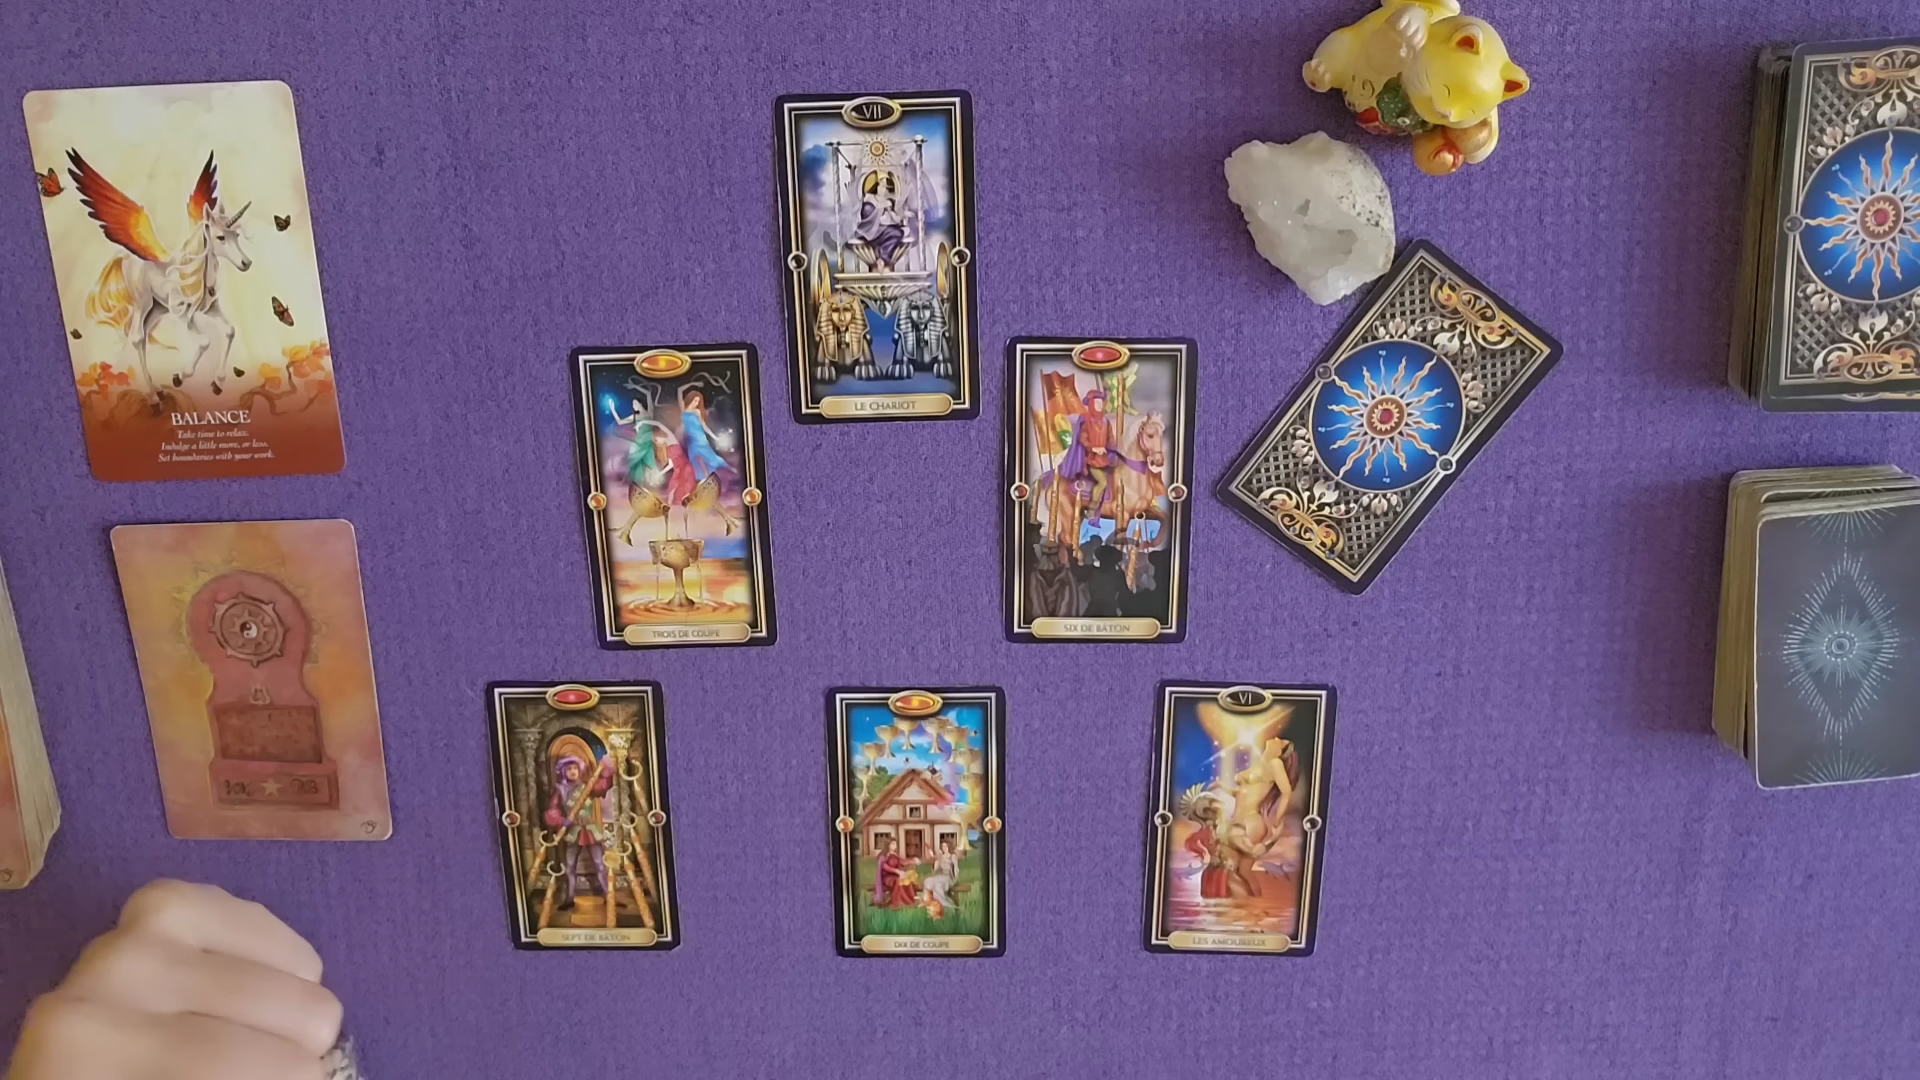 BALANCE
Take time to relax.
Indulge a little more, or less.
Set boundaries with your work.
VII
LE CHARIOT
TROIS DE COUPE
SIX DE BATON
SEPT DE BATON
DIX DE COUPE
VI
LES AMOUREUX